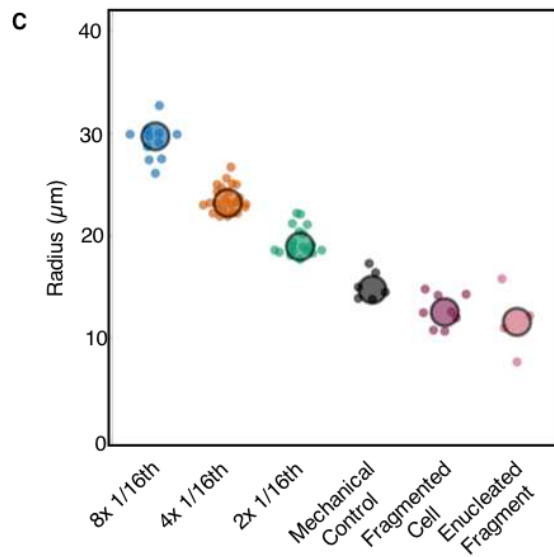 C
40
30
20
10
0
Radius (µm)
8x 1/16th
4x 1/16th
2x 1/16th
Mechanical
Control
Fragmented
Cell
Enucleated
Fragment